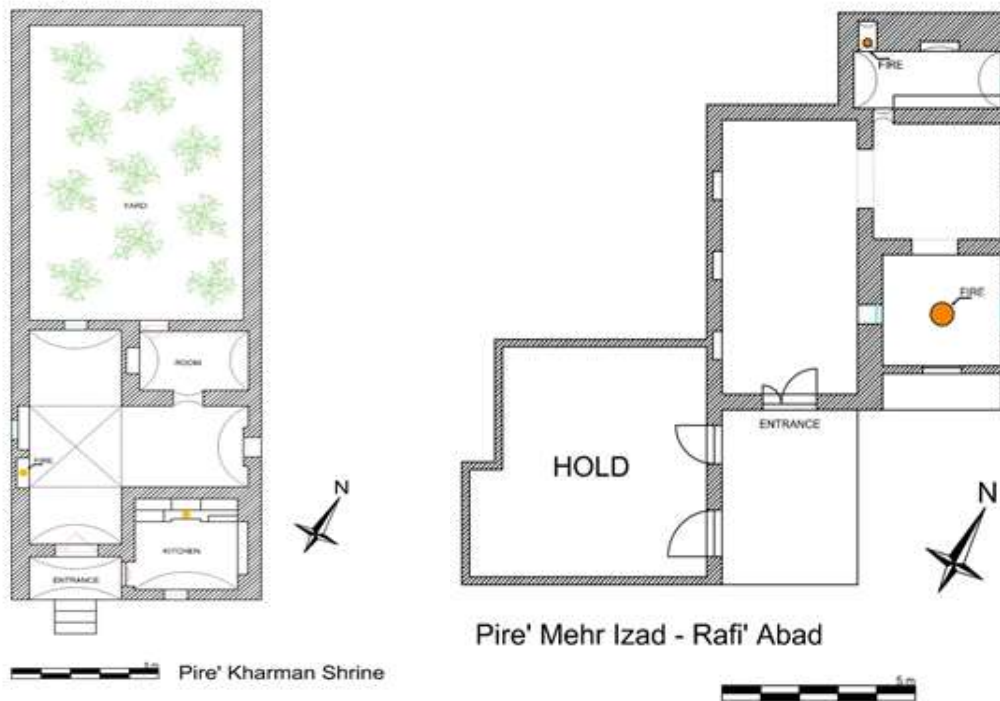 YARD
ROOM
FIRE
KITCHEN
ENTRANCE
N
5 m
Pire' Kharman Shrine
FIRE
FIRE
ENTRANCE
HOLD
N
Pire' Mehr Izad - Rafi' Abad
5 m